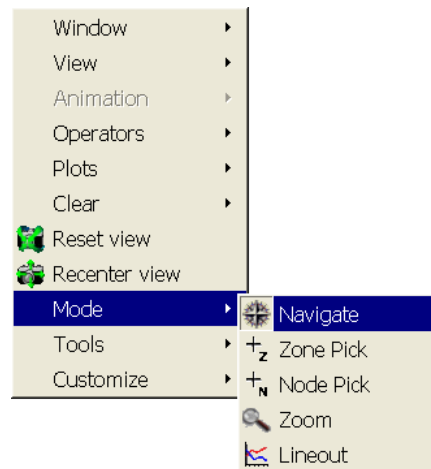 Window
View
Animation
Operators
Plots
Clear
Reset view
Recenter view
Mode
Tools
Customize
Navigate
Z Zone Pick
N Node Pick
Zoom
Lineout